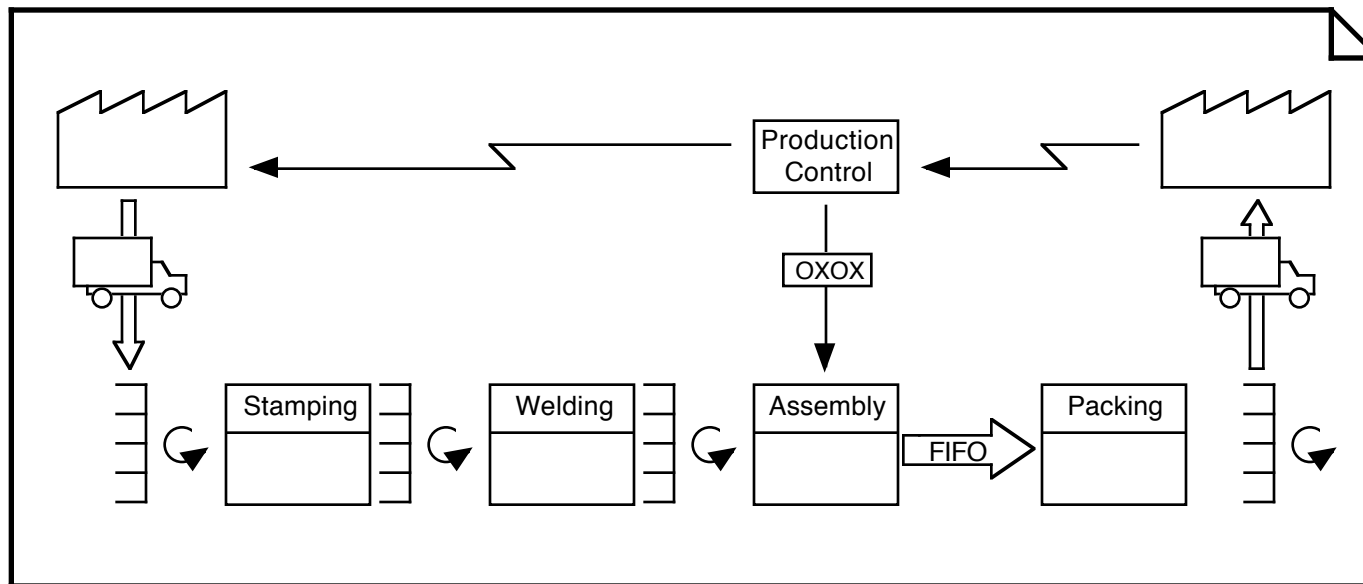 Production
Control
OXOX
Stamping
Welding
Assembly
FIFO
Packing